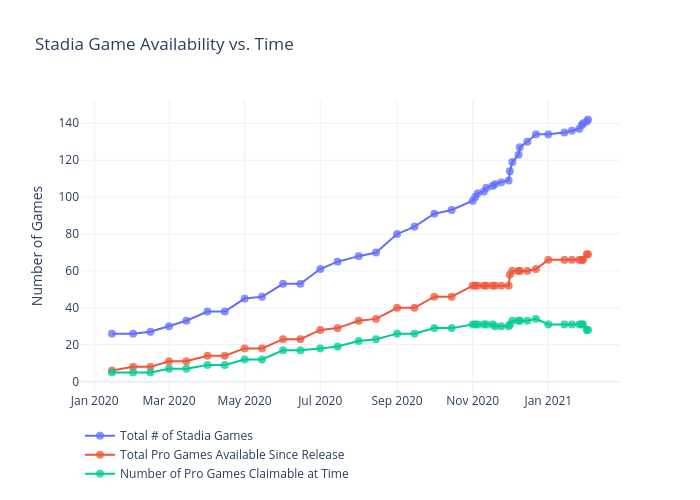 Stadia Game Availability vs. Time
Number of Games
140
120
100
80
60
40
20
0
Jan 2020 Mar 2020 May 2020 Jul 2020 Sep 2020 Nov 2020 Jan 2021
Total # of Stadia Games
Total Pro Games Available Since Release
Number of Pro Games Claimable at Time